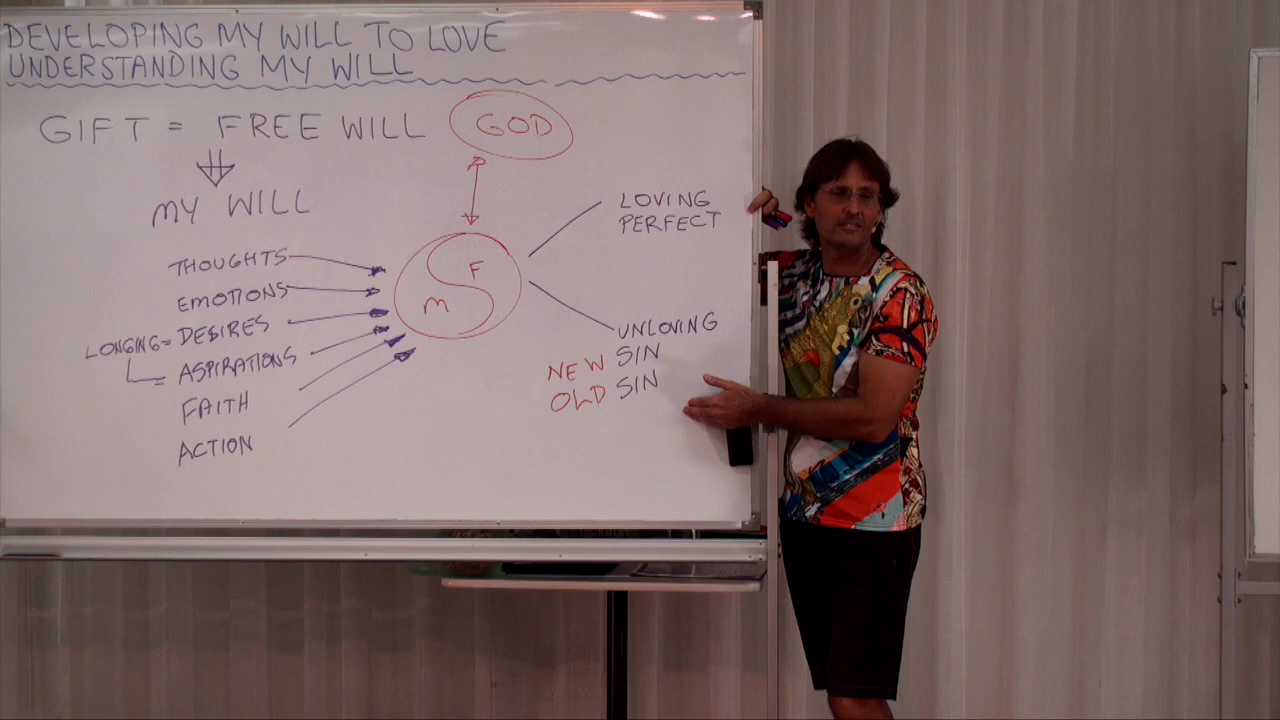 DEVELOPING MY WILL TO LOVE
UNDERSTANDING MY WILL
GIFT = FREE WILL
GOD
MY WILL
LOVING
PERFECT
THOUGHTS
EMOTIONS
LONGING = DESIRES
= ASPIRATIONS
FAITH
ACTION
F
M
UNLOVING
NEW SIN
OLD SIN